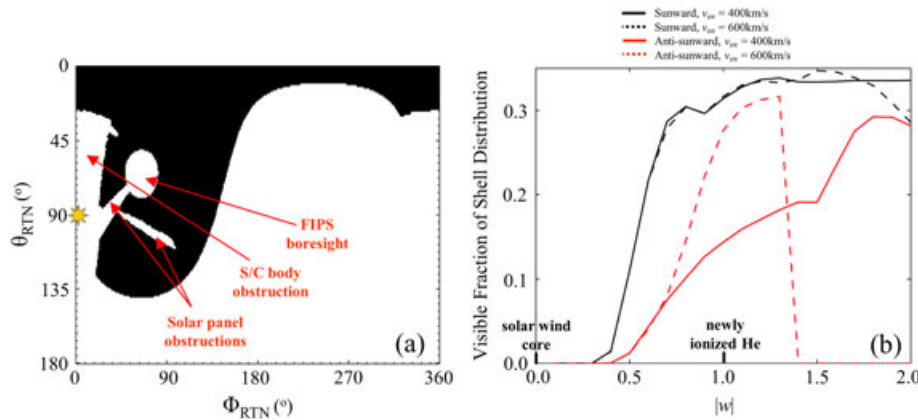 Sunward, vsw = 400km/s
Sunward, vsw = 600km/s
Anti-sunward, vsw = 400km/s
Anti-sunward, vsw = 600km/s
0
45
90
135
180
θRTN (°)
FIPS
boresight
S/C body
obstruction
Solar panel
obstructions
(a)
0 90 180 270 360
ΦRTN (°)
Visible Fraction of Shell Distribution
0.3
0.2
0.1
0.0
solar wind
core
newly
ionized He
(b)
0.0 0.5 1.0 1.5 2.0
|w|